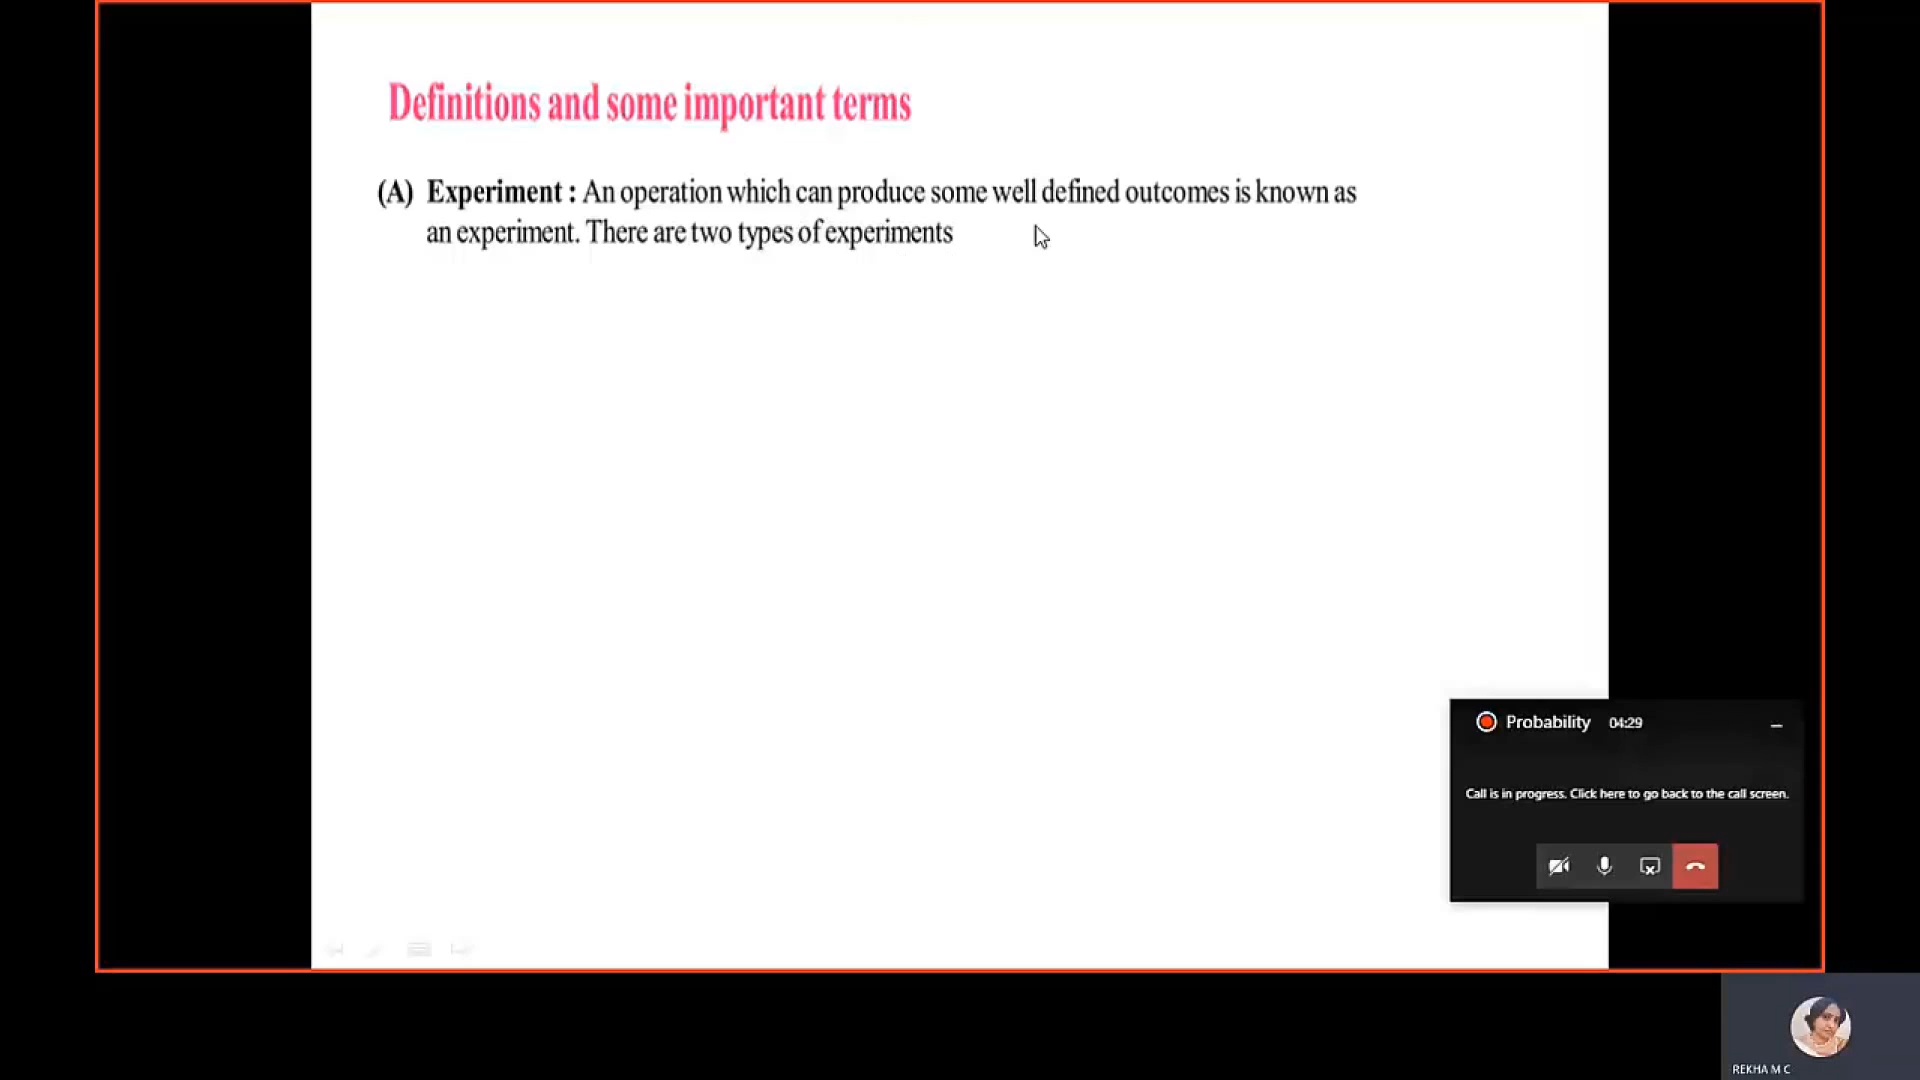 Definitions and some important terms
(A) Experiment : An operation which can produce some well defined outcomes is known as
an experiment. There are two types of experiments
Probability 04:29
Call is in progress. Click here to go back to the call screen.
REKHA M C